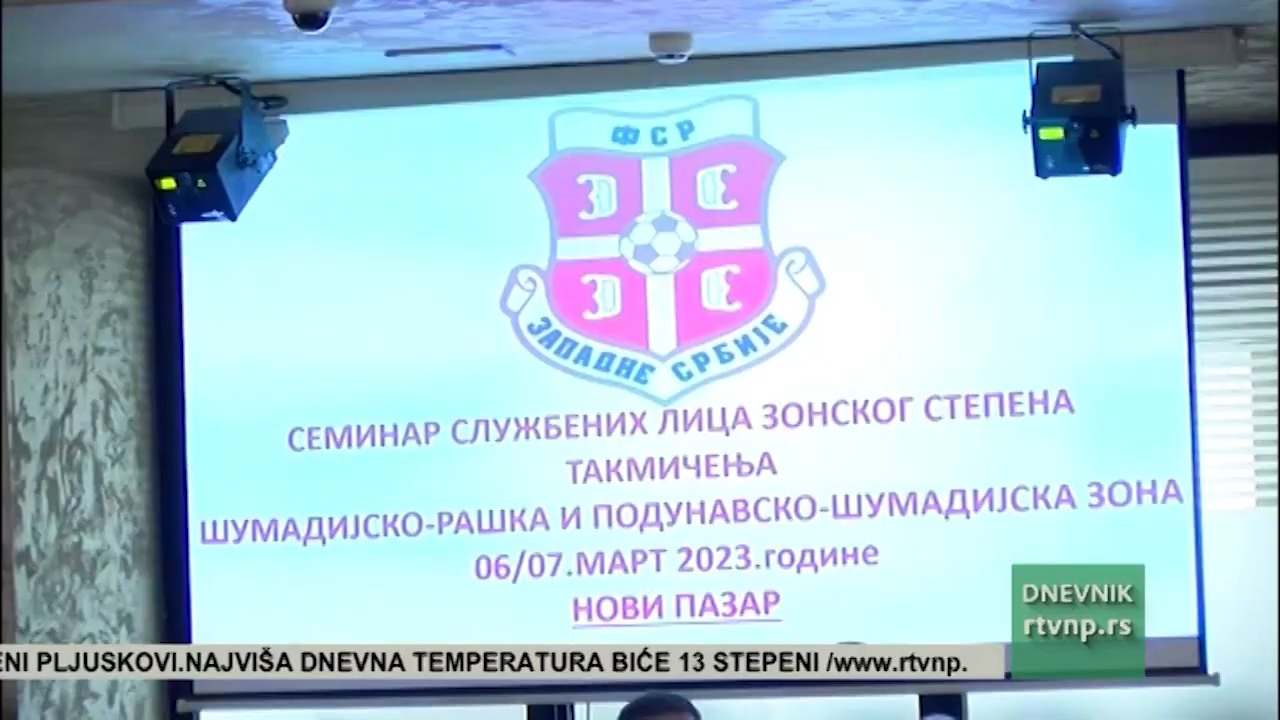 ФСР
ЗАПАДНЕ СРБИЈЕ
СЕМИНАР СЛУЖБЕНИХ ЛИЦА ЗОНСКОГ СТЕПЕНА
ТАКМИЧЕЊА
ШУМАДИЈСКО-РАШКА И ПОДУНАВСКО-ШУМАДИЈСКА ЗОНА
06/07.МАРТ 2023.године
НОВИ ПАЗАР
DNEVNIK
rtvnp.rs
ENI PLJUSKOVI.NAJVIŠA DNEVNA TEMPERATURA BIĆE 13 STEPENI /www.rtvnp.